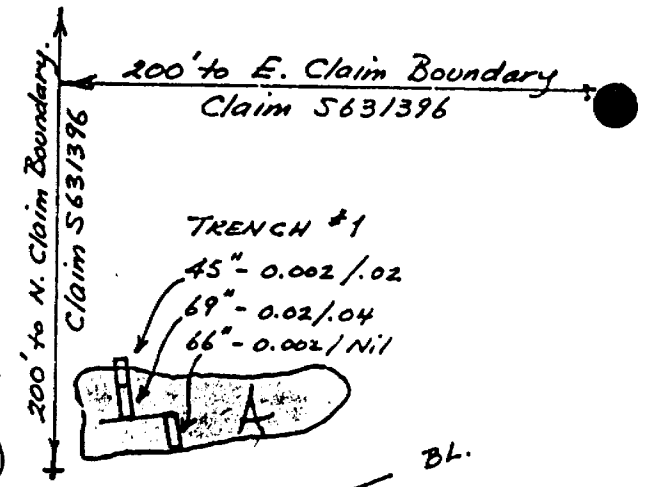 200' to E. Claim Boundary
Claim S631396
200' to N. Claim Boundary.
Claim S631396
TRENCH #1
45" - 0.002/.02
69" - 0.02/.04
66" - 0.002/Nil
A
BL.